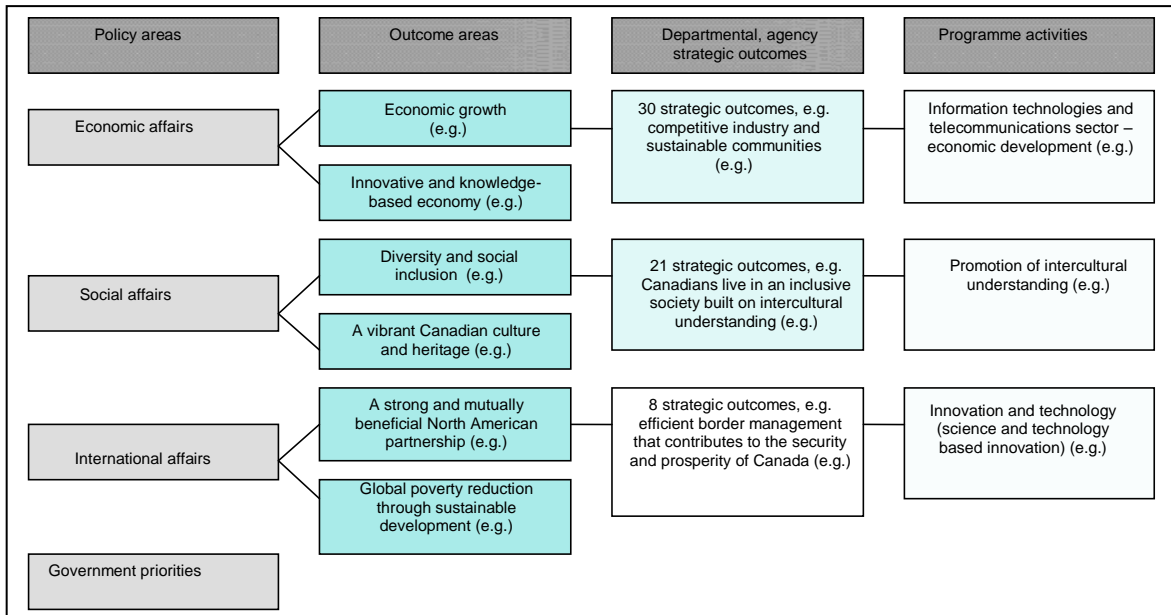 Policy areas
Outcome areas
Departmental, agency
strategic outcomes
Programme activities
Economic affairs
Economic growth
(e.g.)
Innovative and knowledge-
based economy (e.g.)
30 strategic outcomes, e.g.
competitive industry and
sustainable communities
(e.g.)
Information technologies and
telecommunications sector –
economic development (e.g.)
Social affairs
Diversity and social
inclusion (e.g.)
A vibrant Canadian culture
and heritage (e.g.)
21 strategic outcomes, e.g.
Canadians live in an inclusive
society built on intercultural
understanding (e.g.)
Promotion of intercultural
understanding (e.g.)
International affairs
A strong and mutually
beneficial North American
partnership (e.g.)
Global poverty reduction
through sustainable
development (e.g.)
8 strategic outcomes, e.g.
efficient border management
that contributes to the security
and prosperity of Canada (e.g.)
Innovation and technology
(science and technology
based innovation) (e.g.)
Government priorities